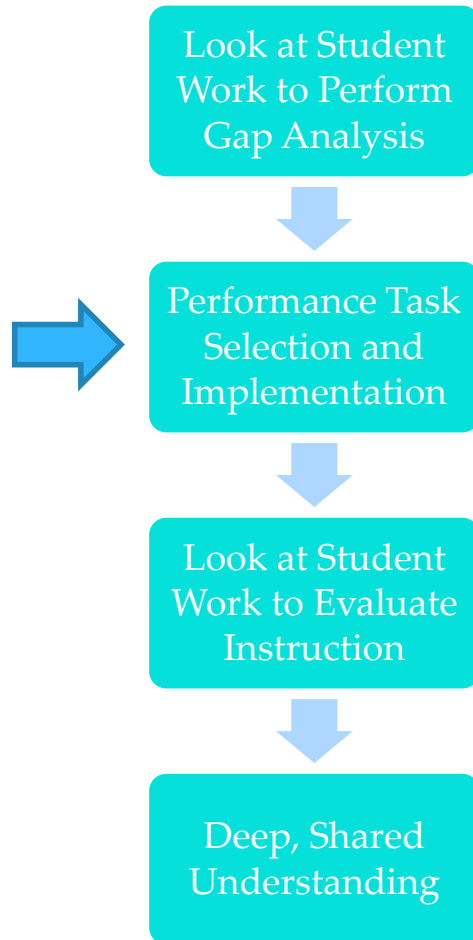 Look at Student
Work to Perform
Gap Analysis
Performance Task
Selection and
Implementation
Look at Student
Work to Evaluate
Instruction
Deep, Shared
Understanding